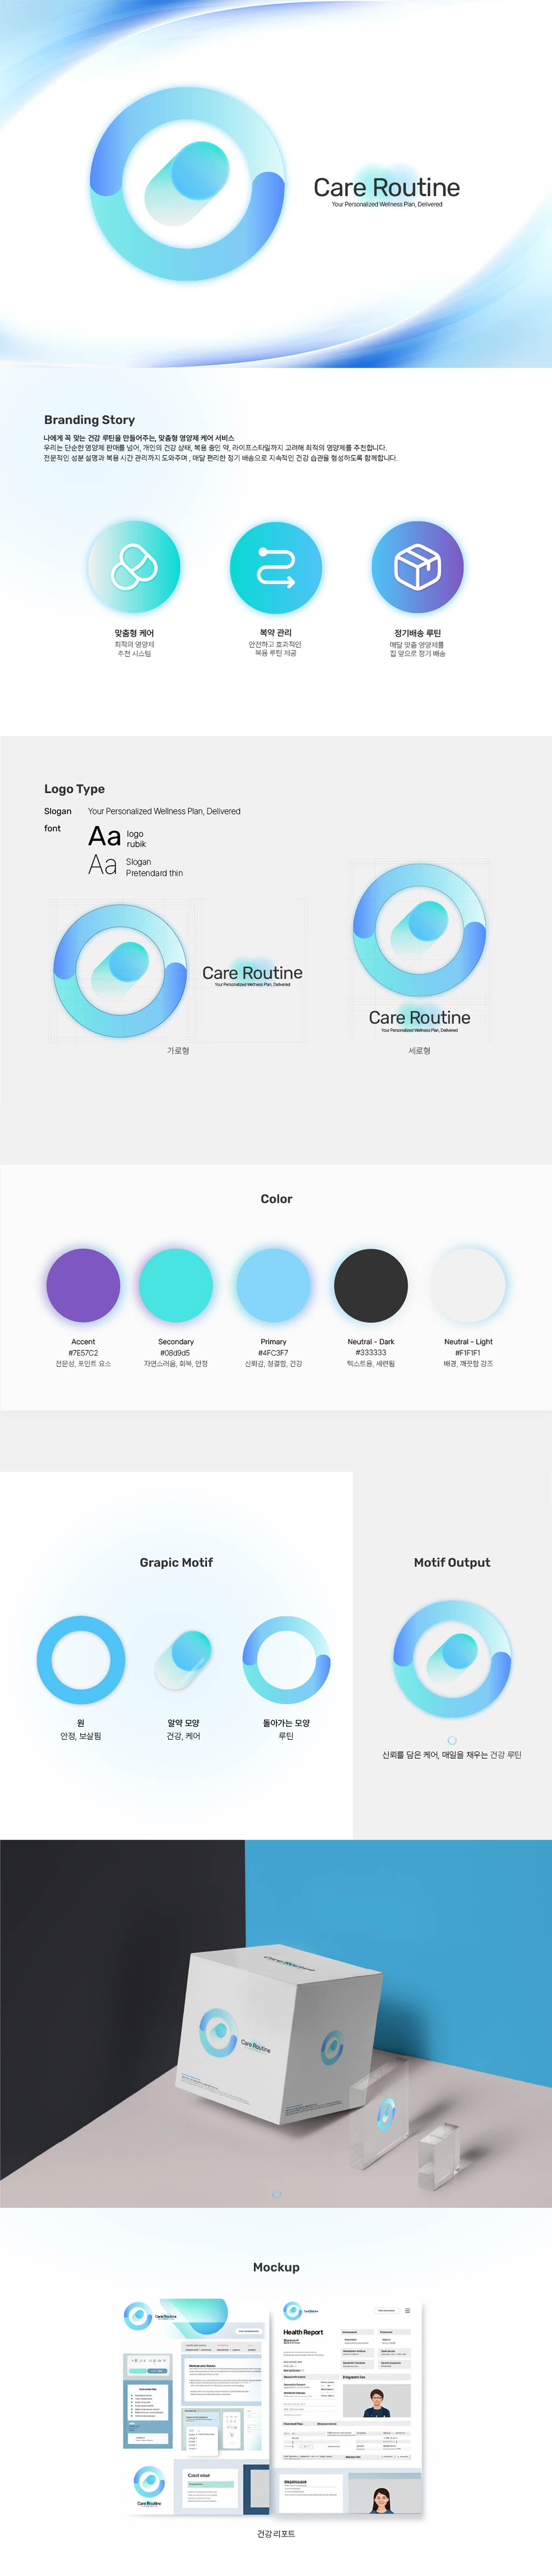 Care Routine
Your Personalized Wellness Plan, Delivered
Branding Story
나에게 꼭 맞는 건강 루틴을 만들어주는, 맞춤형 영양제 케어 서비스
우리는 단순한 영양제 판매를 넘어, 개인의 건강 상태, 복용 중인 약, 라이프스타일까지 고려해 최적의 영양제를 추천합니다.
전문적인 성분 설명과 복용 시간 관리까지 도와주며 , 매달 편리한 정기 배송으로 지속적인 건강 습관을 형성하도록 함께합니다.
맞춤형 케어
최적의 영양제
추천 시스템
복약 관리
안전하고 효과적인
복용 루틴 제공
정기배송 루틴
매달 맞춤 영양제를
집 앞으로 정기 배송
Logo Type
Slogan
Your Personalized Wellness Plan, Delivered
font
Aa
logo
rubik
Aa
Slogan
Pretendard thin
Care Routine
Your Personalized Wellness Plan, Delivered
가로형
Care Routine
Your Personalized Wellness Plan, Delivered
세로형
Color
Accent
#7E57C2
전문성, 포인트 요소
Secondary
#08d9d5
자연스러움, 회복, 안정
Primary
#4FC3F7
신뢰감, 청결함, 건강
Neutral - Dark
#333333
텍스트용, 세련됨
Neutral - Light
#F1F1F1
배경, 깨끗함 강조
Grapic Motif
원
안정, 보살핌
알약 모양
건강, 케어
돌아가는 모양
루틴
Motif Output
신뢰를 담은 케어, 매일을 채우는 건강 루틴
Care Routine
Care Routine
Mockup
Care Routine
Health Report
Care Routine
건강 리포트